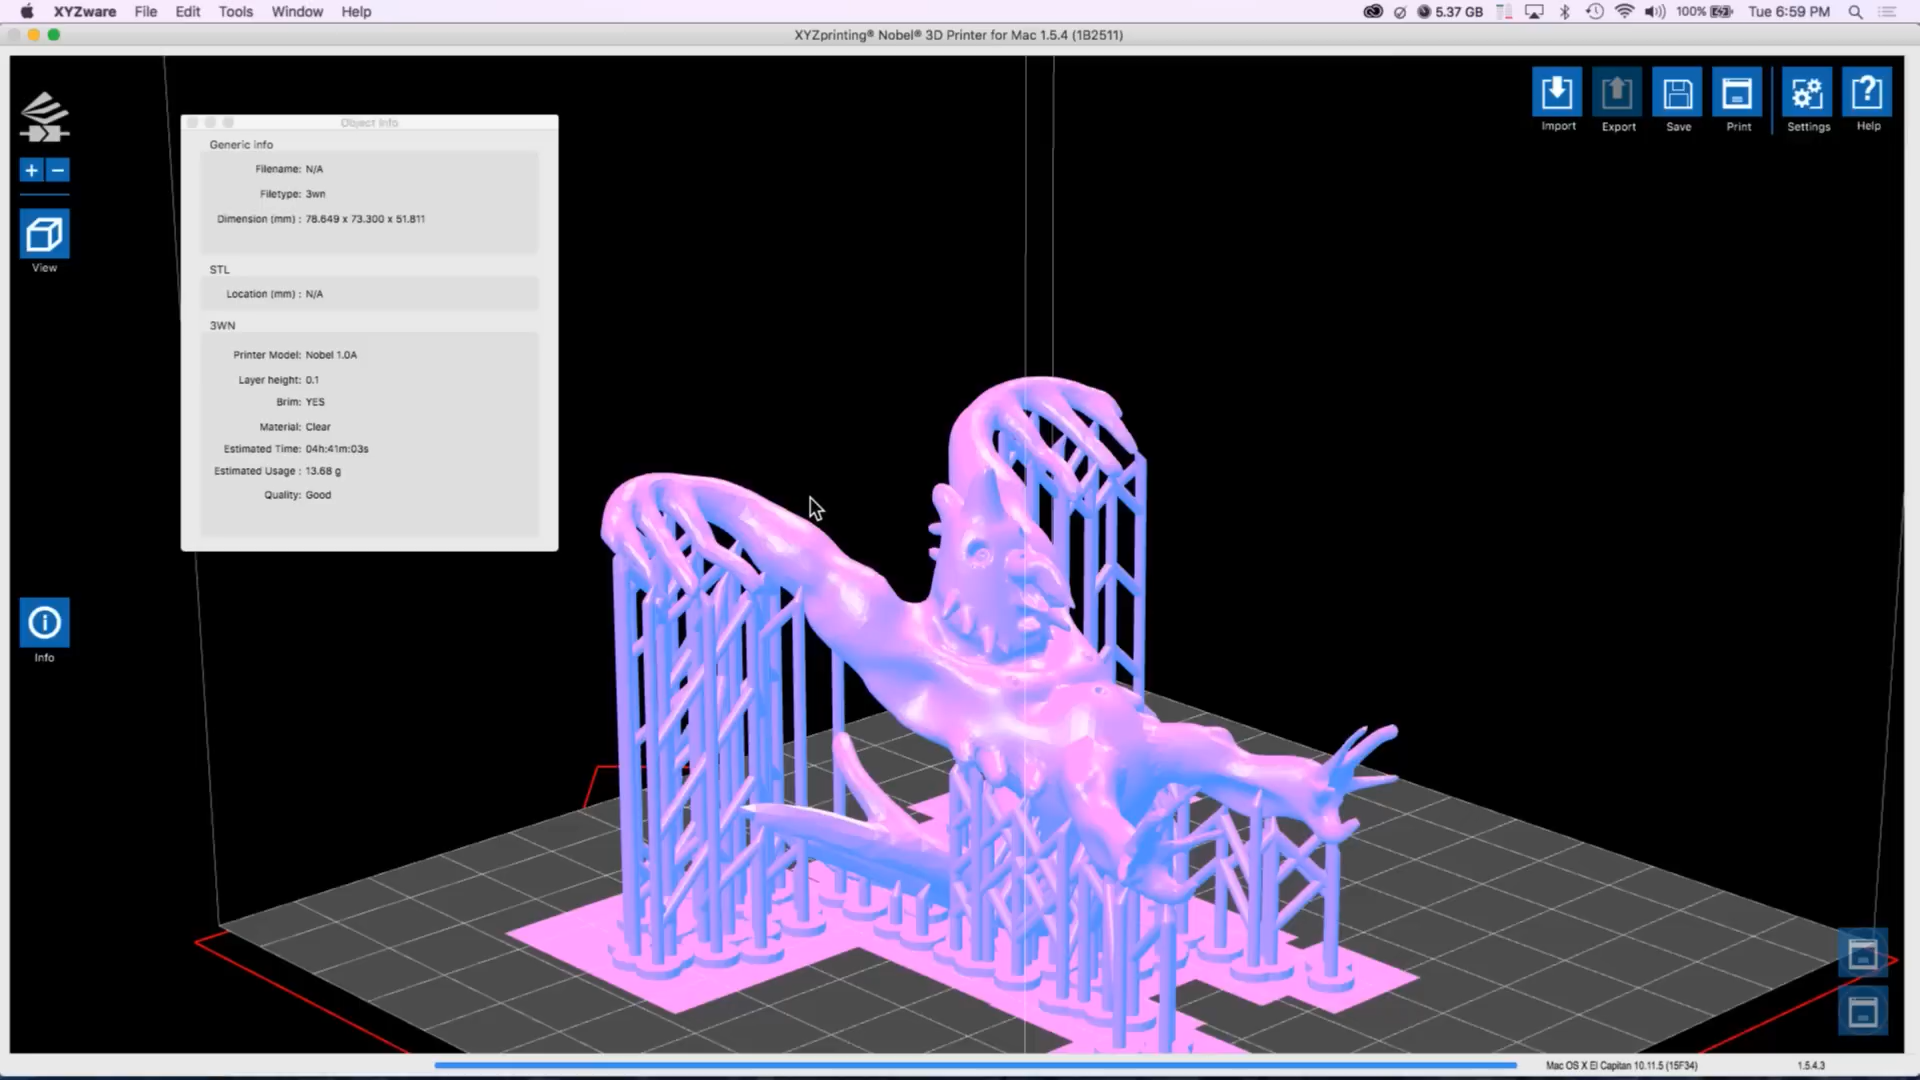 XYZware File Edit Tools Window Help 5.37 GB 100% Tue 6:59 PM
XYZprinting® Nobel® 3D Printer for Mac 1.5.4 (1B2511)
Import Export Save Print Settings Help
View
Info
Object Info
Generic info
Filename: N/A
Filetype: 3wn
Dimension (mm) : 78.649 x 73.300 x 51.811
STL
Location (mm) : N/A
3WN
Printer Model: Nobel 1.0A
Layer height: 0.1
Brim: YES
Material: Clear
Estimated Time: 04h:41m:03s
Estimated Usage : 13.68 g
Quality: Good
Mac OS X El Capitan 10.11.5 (15F34) 1.5.4.3